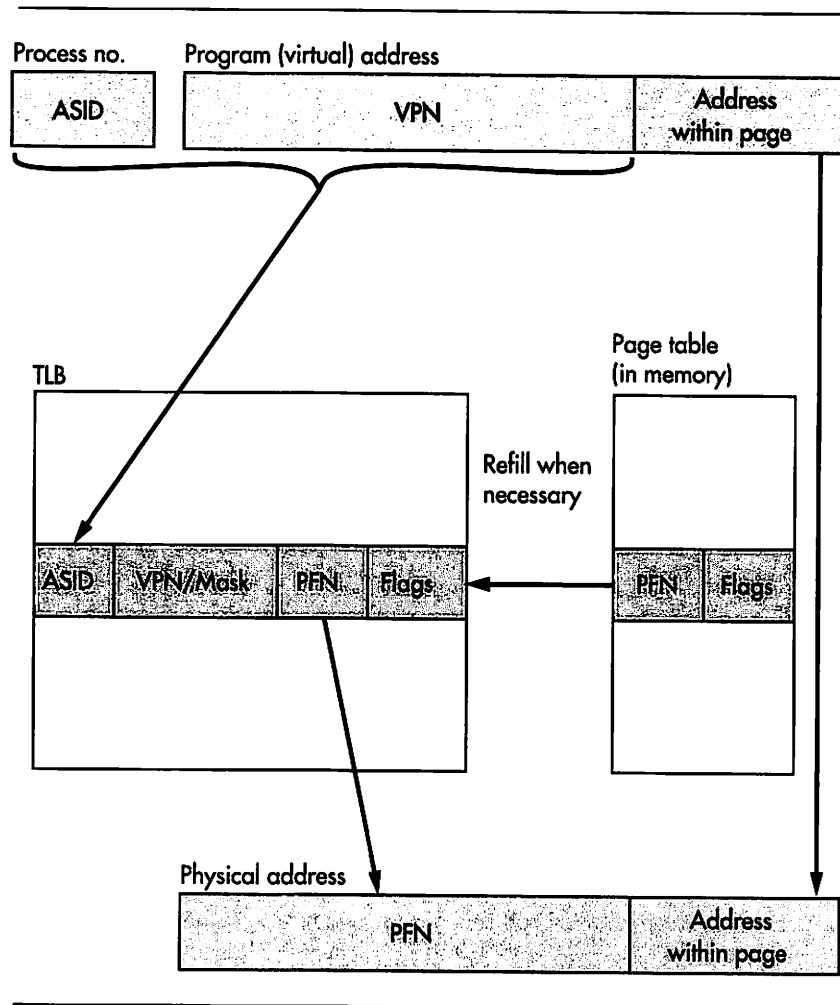 Process no.
Program (virtual) address
ASID
VPN
Address
within page
TLB
Page table
(in memory)
Refill when
necessary
ASID
VPN/Mask
PFN
Flags
PFN
Flags
Physical address
PFN
Address
within page